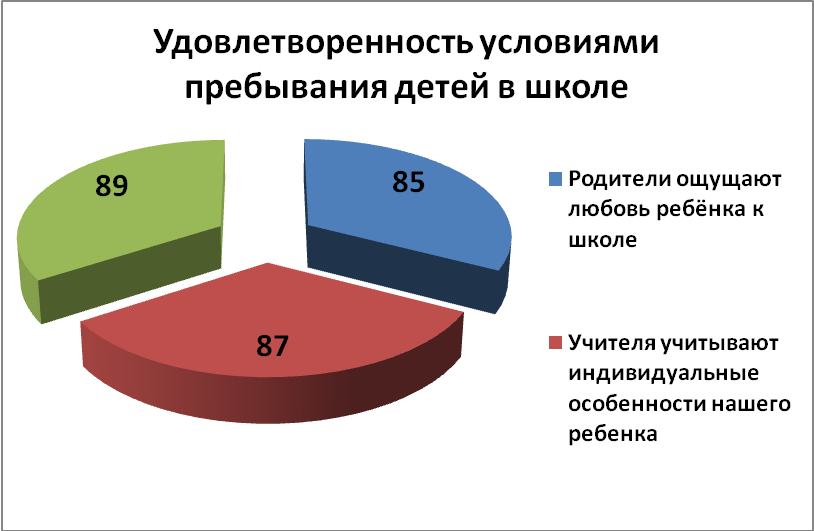 Удовлетворенность условиями
пребывания детей в школе
89
85
87
Родители ощущают
любовь ребёнка к
школе
Учителя учитывают
индивидуальные
особенности нашего
ребенка